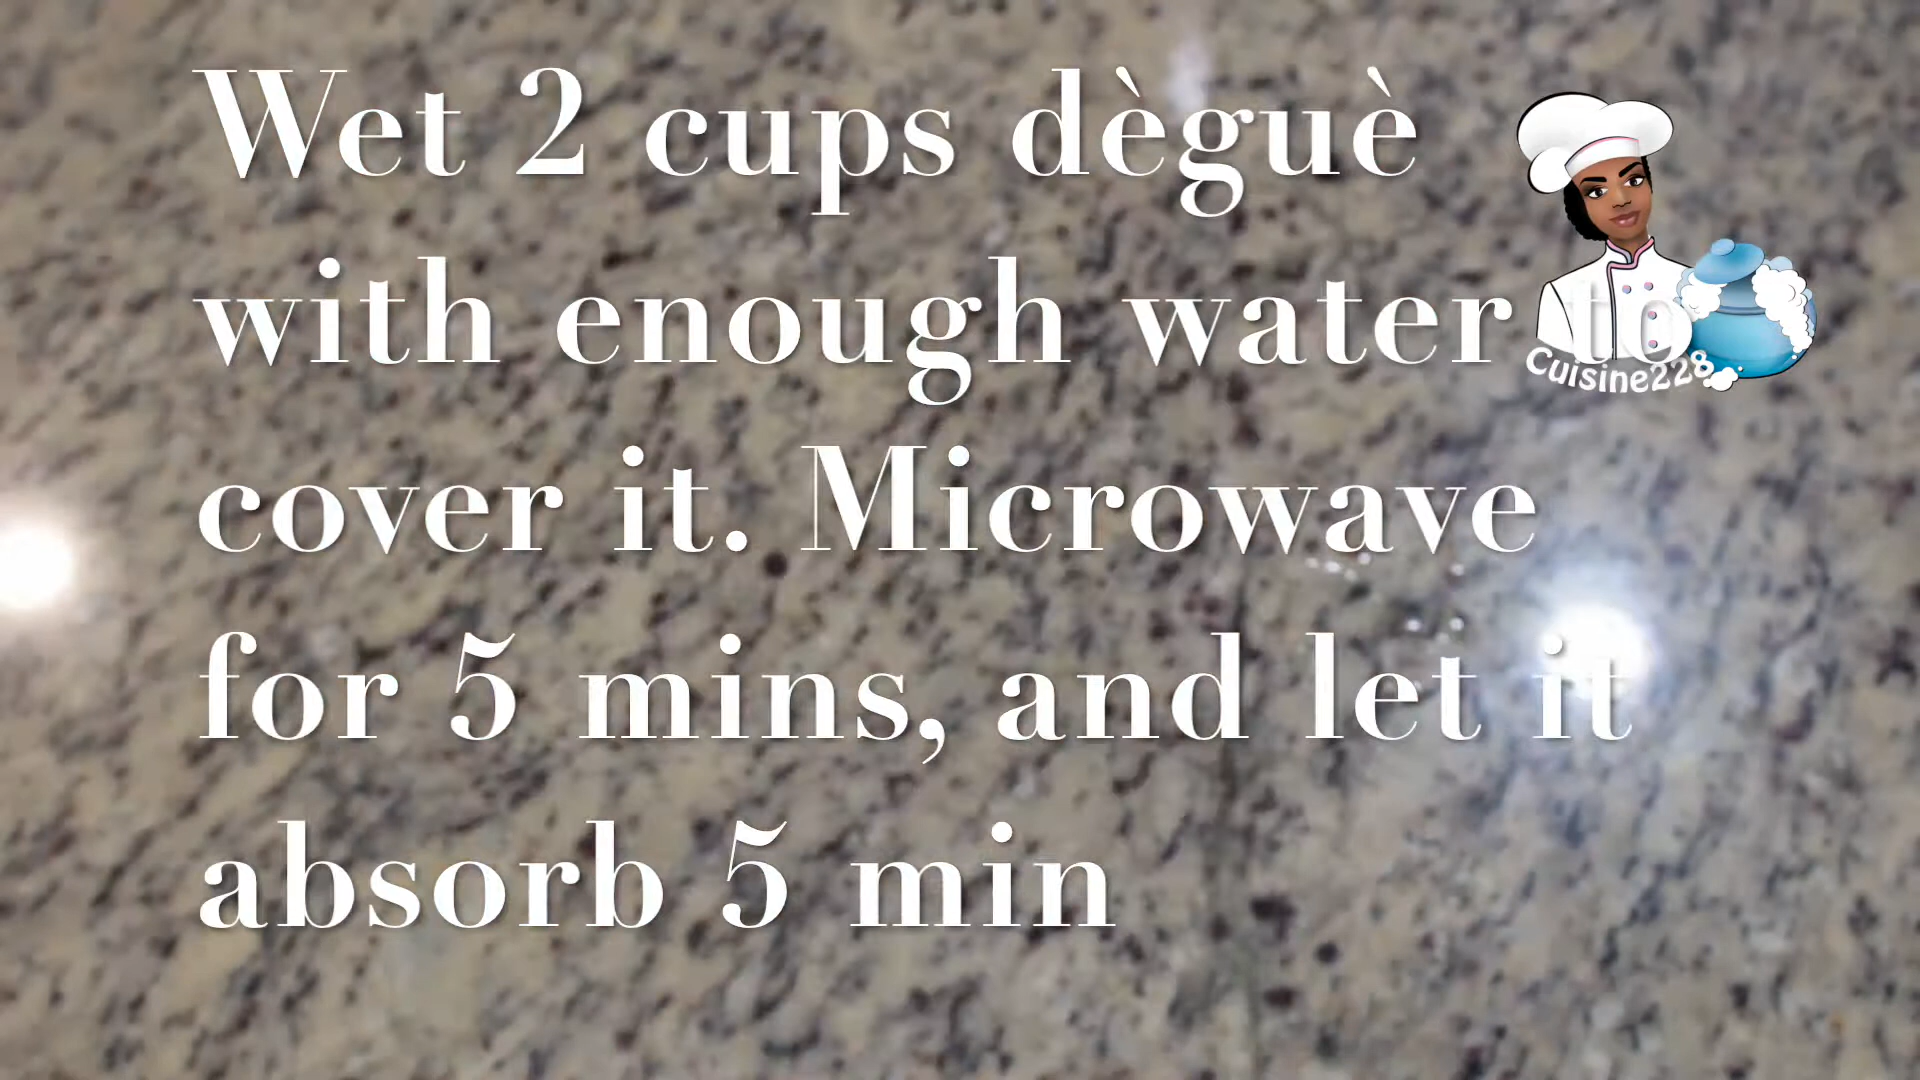 Wet 2 cups dèguè
with enough water to
cover it. Microwave
for 5 mins, and let it
absorb 5 min
Cuisine228